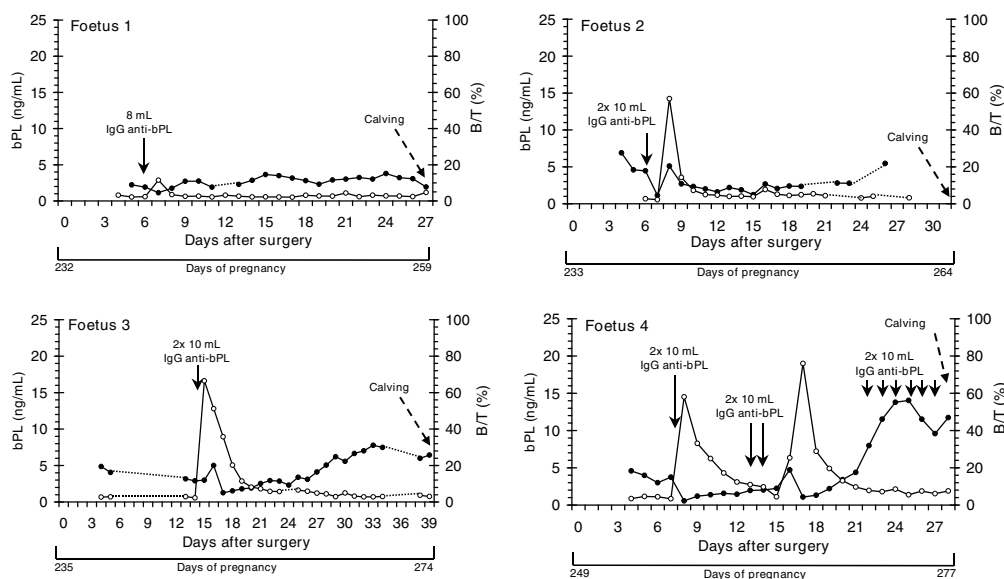 Foetus 1
25
20
15
10
5
0
bPL (ng/mL)
100
80
60
40
20
0
B/T (%)
8 mL
IgG anti-bPL
Calving
0 3 6 9 12 15 18 21 24 27
Days after surgery
232 Days of pregnancy 259
Foetus 2
25
20
15
10
5
0
bPL (ng/mL)
100
80
60
40
20
0
B/T (%)
2x 10 mL
IgG anti-bPL
Calving
0 3 6 9 12 15 18 21 24 27 30
Days after surgery
233 Days of pregnancy 264
Foetus 3
25
20
15
10
5
0
bPL (ng/mL)
100
80
60
40
20
0
B/T (%)
2x 10 mL
IgG anti-bPL
Calving
0 3 6 9 12 15 18 21 24 27 30 33 36 39
Days after surgery
235 Days of pregnancy 274
Foetus 4
25
20
15
10
5
0
bPL (ng/mL)
100
80
60
40
20
0
B/T (%)
Calving
2x 10 mL
IgG anti-bPL
2x 10 mL
IgG anti-bPL
2x 10 mL
IgG anti-bPL
0 3 6 9 12 15 18 21 24 27
Days after surgery
249 Days of pregnancy 277